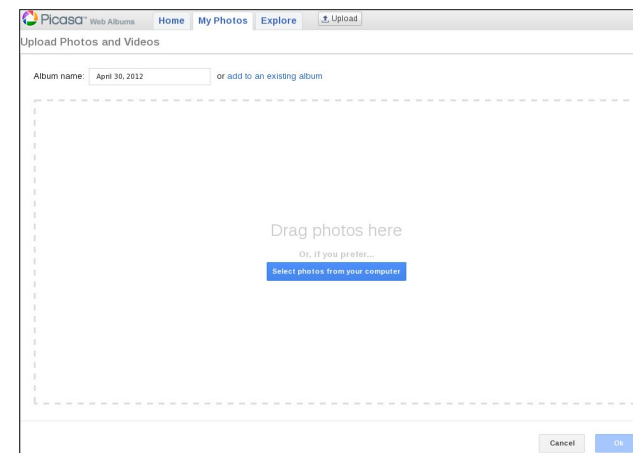 Picasa™ Web Albums Home My Photos Explore Upload
Upload Photos and Videos
Album name: April 30, 2012 or add to an existing album
Drag photos here
Or, if you prefer...
Select photos from your computer
Cancel Ok